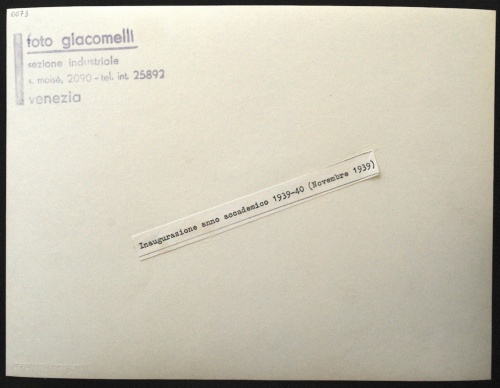 0073
foto giacomelli
sezione industriale
s. moisè, 2090 - tel. int. 25892
venezia
Inaugurazione anno accademico 1939-40 (Novembre 1939)